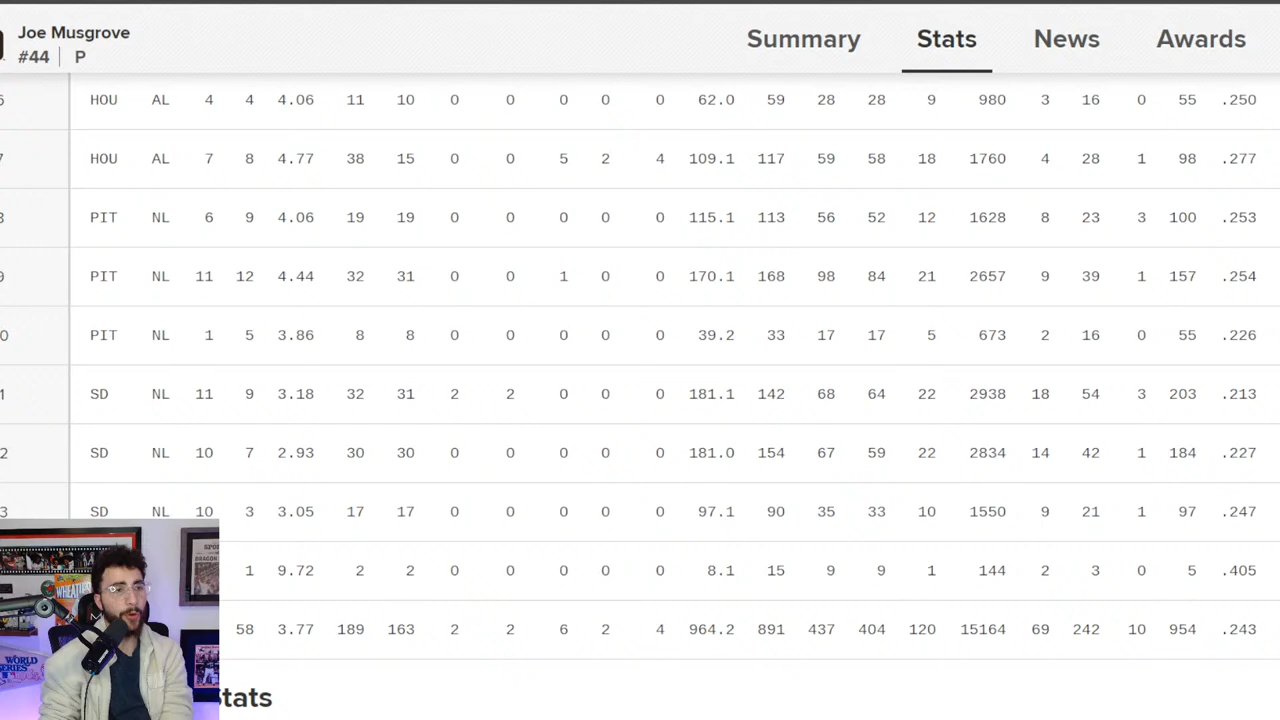 Joe Musgrove
#44 P
Summary Stats News Awards
6 HOU AL 4 4 4.06 11 10 0 0 0 0 0 62.0 59 28 28 9 980 3 16 0 55 .250
7 HOU AL 7 8 4.77 38 15 0 0 5 2 4 109.1 117 59 58 18 1760 4 28 1 98 .277
8 PIT NL 6 9 4.06 19 19 0 0 0 0 0 115.1 113 56 52 12 1628 8 23 3 100 .253
9 PIT NL 11 12 4.44 32 31 0 0 1 0 0 170.1 168 98 84 21 2657 9 39 1 157 .254
0 PIT NL 1 5 3.86 8 8 0 0 0 0 0 39.2 33 17 17 5 673 2 16 0 55 .226
1 SD NL 11 9 3.18 32 31 2 2 0 0 0 181.1 142 68 64 22 2938 18 54 3 203 .213
2 SD NL 10 7 2.93 30 30 0 0 0 0 0 181.0 154 67 59 22 2834 14 42 1 184 .227
3 SD NL 10 3 3.05 17 17 0 0 0 0 0 97.1 90 35 33 10 1550 9 21 1 97 .247
1 9.72 2 2 0 0 0 0 0 8.1 15 9 9 1 144 2 3 0 5 .405
58 3.77 189 163 2 2 6 2 4 964.2 891 437 404 120 15164 69 242 10 954 .243
Stats
WHEATIES
WORLD
SERIES